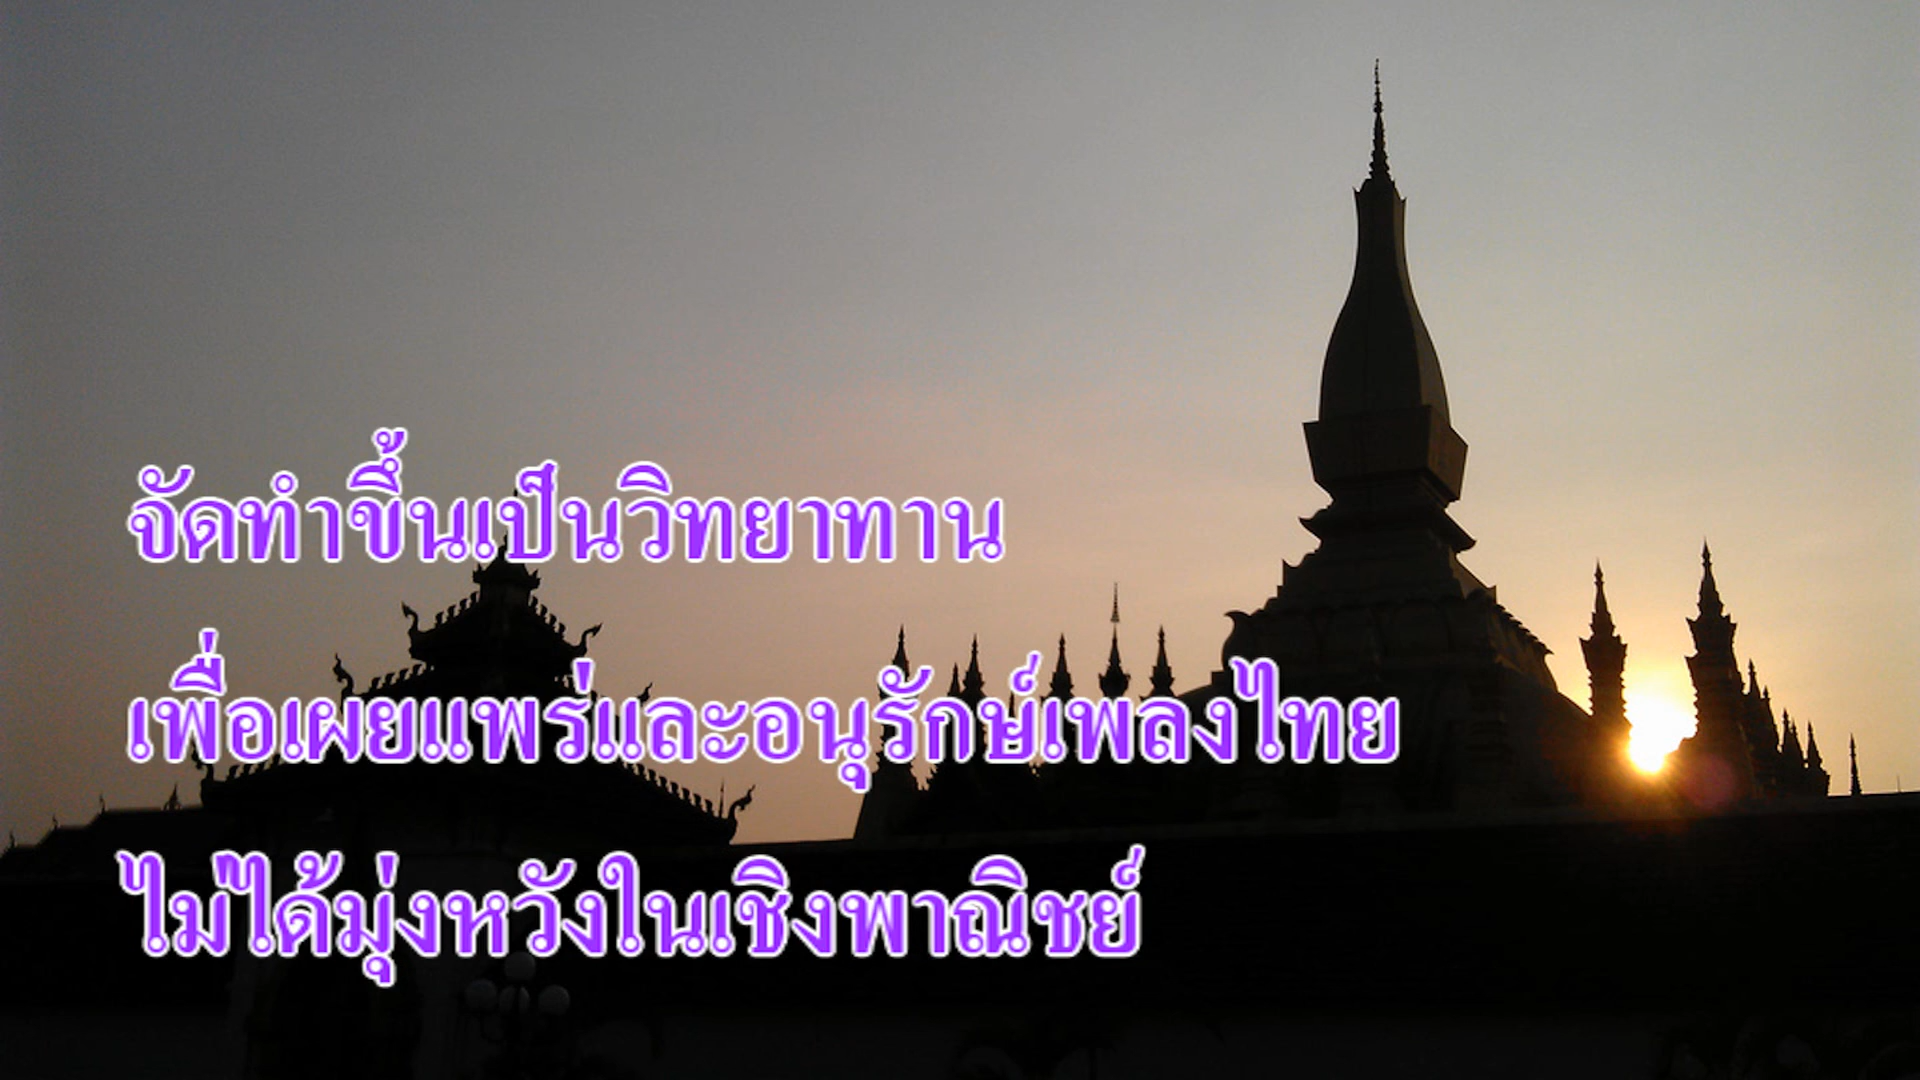 จัดทำขึ้นเป็นวิทยาทาน
เพื่อเผยแพร่และอนุรักษ์เพลงไทย
ไม่ได้มุ่งหวังในเชิงพาณิชย์